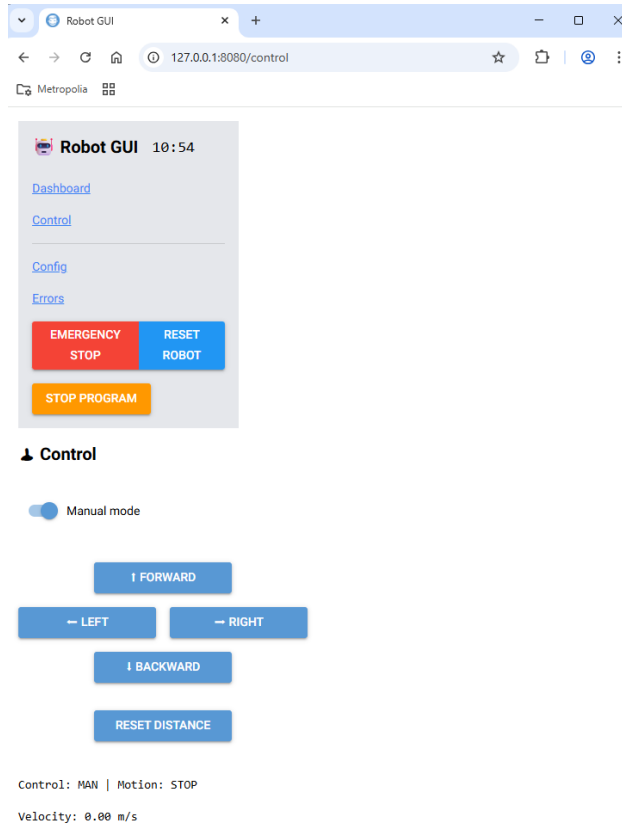 Robot GUI
127.0.0.1:8080/control
Metropolia
Robot GUI 10:54
Dashboard
Control
Config
Errors
EMERGENCY STOP
RESET ROBOT
STOP PROGRAM
Control
Manual mode
↑ FORWARD
← LEFT → RIGHT
↓ BACKWARD
RESET DISTANCE
Control: MAN | Motion: STOP
Velocity: 0.00 m/s